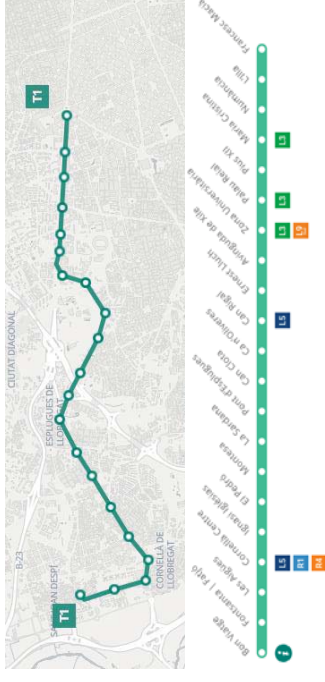 T1
CIUTAT DIAGONAL
ESPLUGUES DE
LLOBREGAT
B-23
CORNELLÀ DE
LLOBREGAT
T1
Francesc Macià
L'Illa
Numància
Maria Cristina
L3
Pius XII
Palau Reial
L3
Zona Universitària
L3
L9
Avinguda de Xile
Ernest Lluch
Can Rigal
L5
Ca n'Oliveres
Can Clota
Pont d'Esplugues
La Sardana
Montesa
El Pedró
Ignasi Iglésias
Cornellà Centre
L5
R1
R4
Les Aigües
Fontsanta | Fatjó
Bon Viatge
i